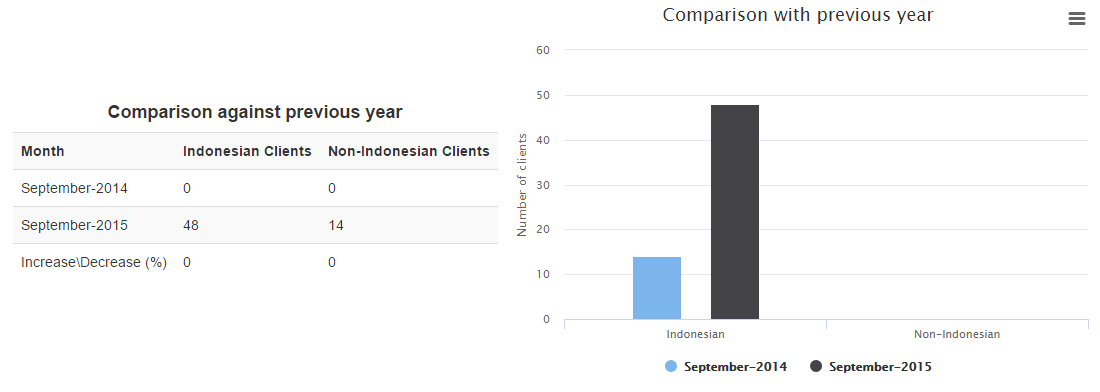 Comparison against previous year
Month Indonesian Clients Non-Indonesian Clients
September-2014 0 0
September-2015 48 14
Increase\Decrease (%) 0 0
Comparison with previous year
Number of clients
60
50
40
30
20
10
0
Indonesian Non-Indonesian
September-2014 September-2015